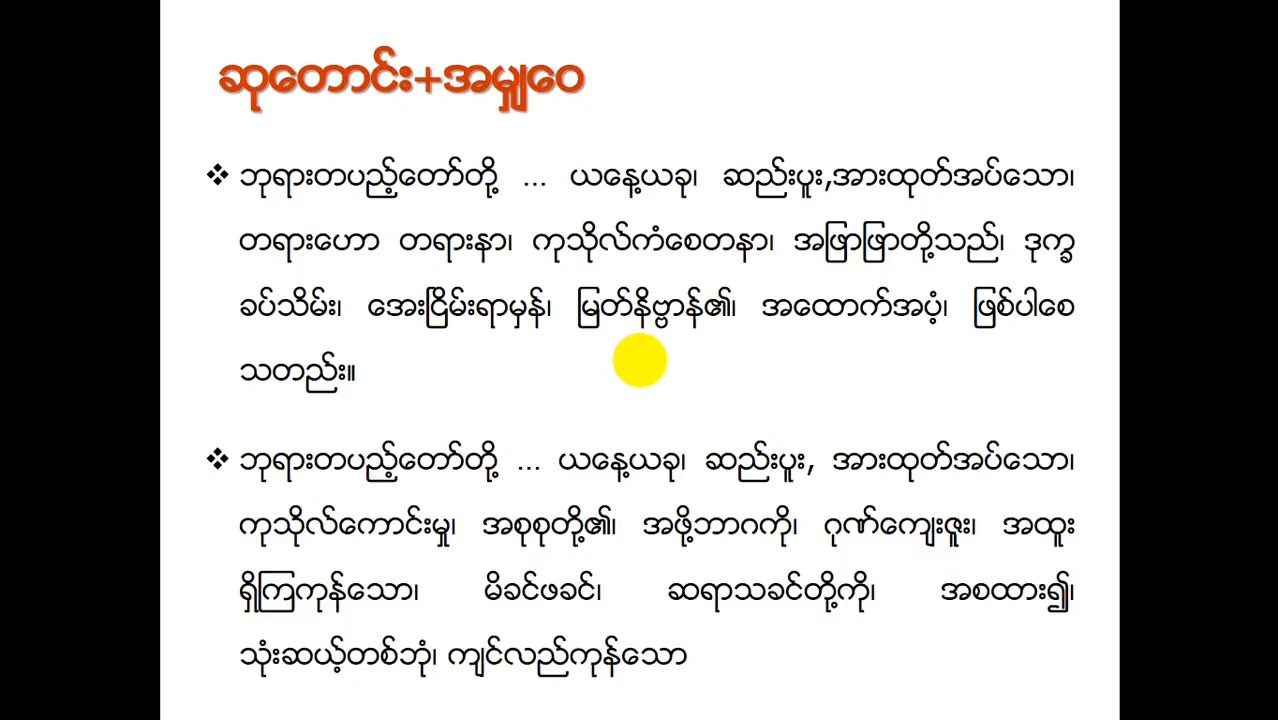 ဆုတောင်း+အမျှဝေ
❖ ဘုရားတပည့်တော်တို့ ... ယနေ့ယခု၊ ဆည်းပူး,အားထုတ်အပ်သော၊
တရားဟော တရားနာ၊ ကုသိုလ်ကံစေတနာ၊ အဖြာဖြာတို့သည်၊ ဒုက္ခ
ခပ်သိမ်း၊ အေးငြိမ်းရာမှန်၊ မြတ်နိဗ္ဗာန်၏၊ အထောက်အပံ့၊ ဖြစ်ပါစေ
သတည်း။
❖ ဘုရားတပည့်တော်တို့ ... ယနေ့ယခု၊ ဆည်းပူး, အားထုတ်အပ်သော၊
ကုသိုလ်ကောင်းမှု၊ အစုစုတို့၏၊ အဖို့ဘာဂကို၊ ဂုဏ်ကျေးဇူး၊ အထူး
ရှိကြကုန်သော၊ မိခင်ဖခင်၊ ဆရာသခင်တို့ကို၊ အစထား၍၊
သုံးဆယ့်တစ်ဘုံ၊ ကျင်လည်ကုန်သော